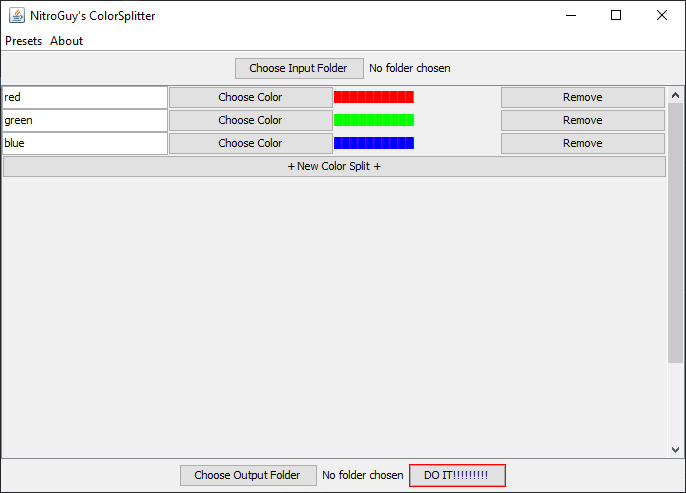 NitroGuy's ColorSplitter
Presets About
Choose Input Folder No folder chosen
red Choose Color Remove
green Choose Color Remove
blue Choose Color Remove
+ New Color Split +
Choose Output Folder No folder chosen DO IT!!!!!!!!!